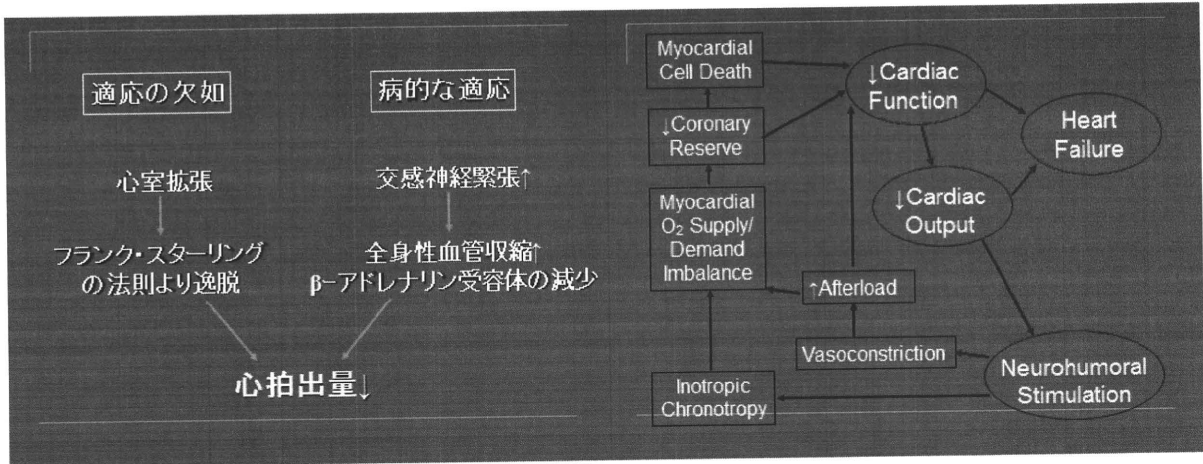 適応の欠如
病的な適応
心室拡張
交感神経緊張↑
フランク・スターリング
の法則より逸脱
全身性血管収縮↑
β-アドレナリン受容体の減少
心拍出量↓
Myocardial
Cell Death
↓Coronary
Reserve
Myocardial
O₂ Supply/
Demand
Imbalance
↓Cardiac
Function
Heart
Failure
↓Cardiac
Output
↑Afterload
Vasoconstriction
Inotropic
Chronotropy
Neurohumoral
Stimulation